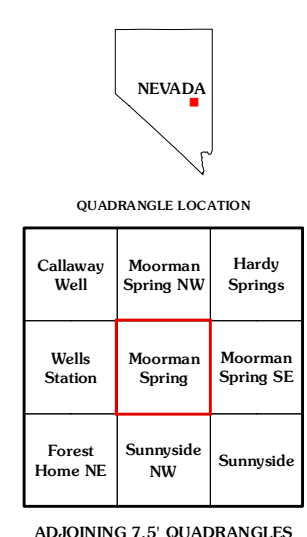 NEVADA
QUADRANGLE LOCATION
Callaway Well
Moorman Spring NW
Hardy Springs
Wells Station
Moorman Spring
Moorman Spring SE
Forest Home NE
Sunnyside NW
Sunnyside
ADJOINING 7.5' QUADRANGLES